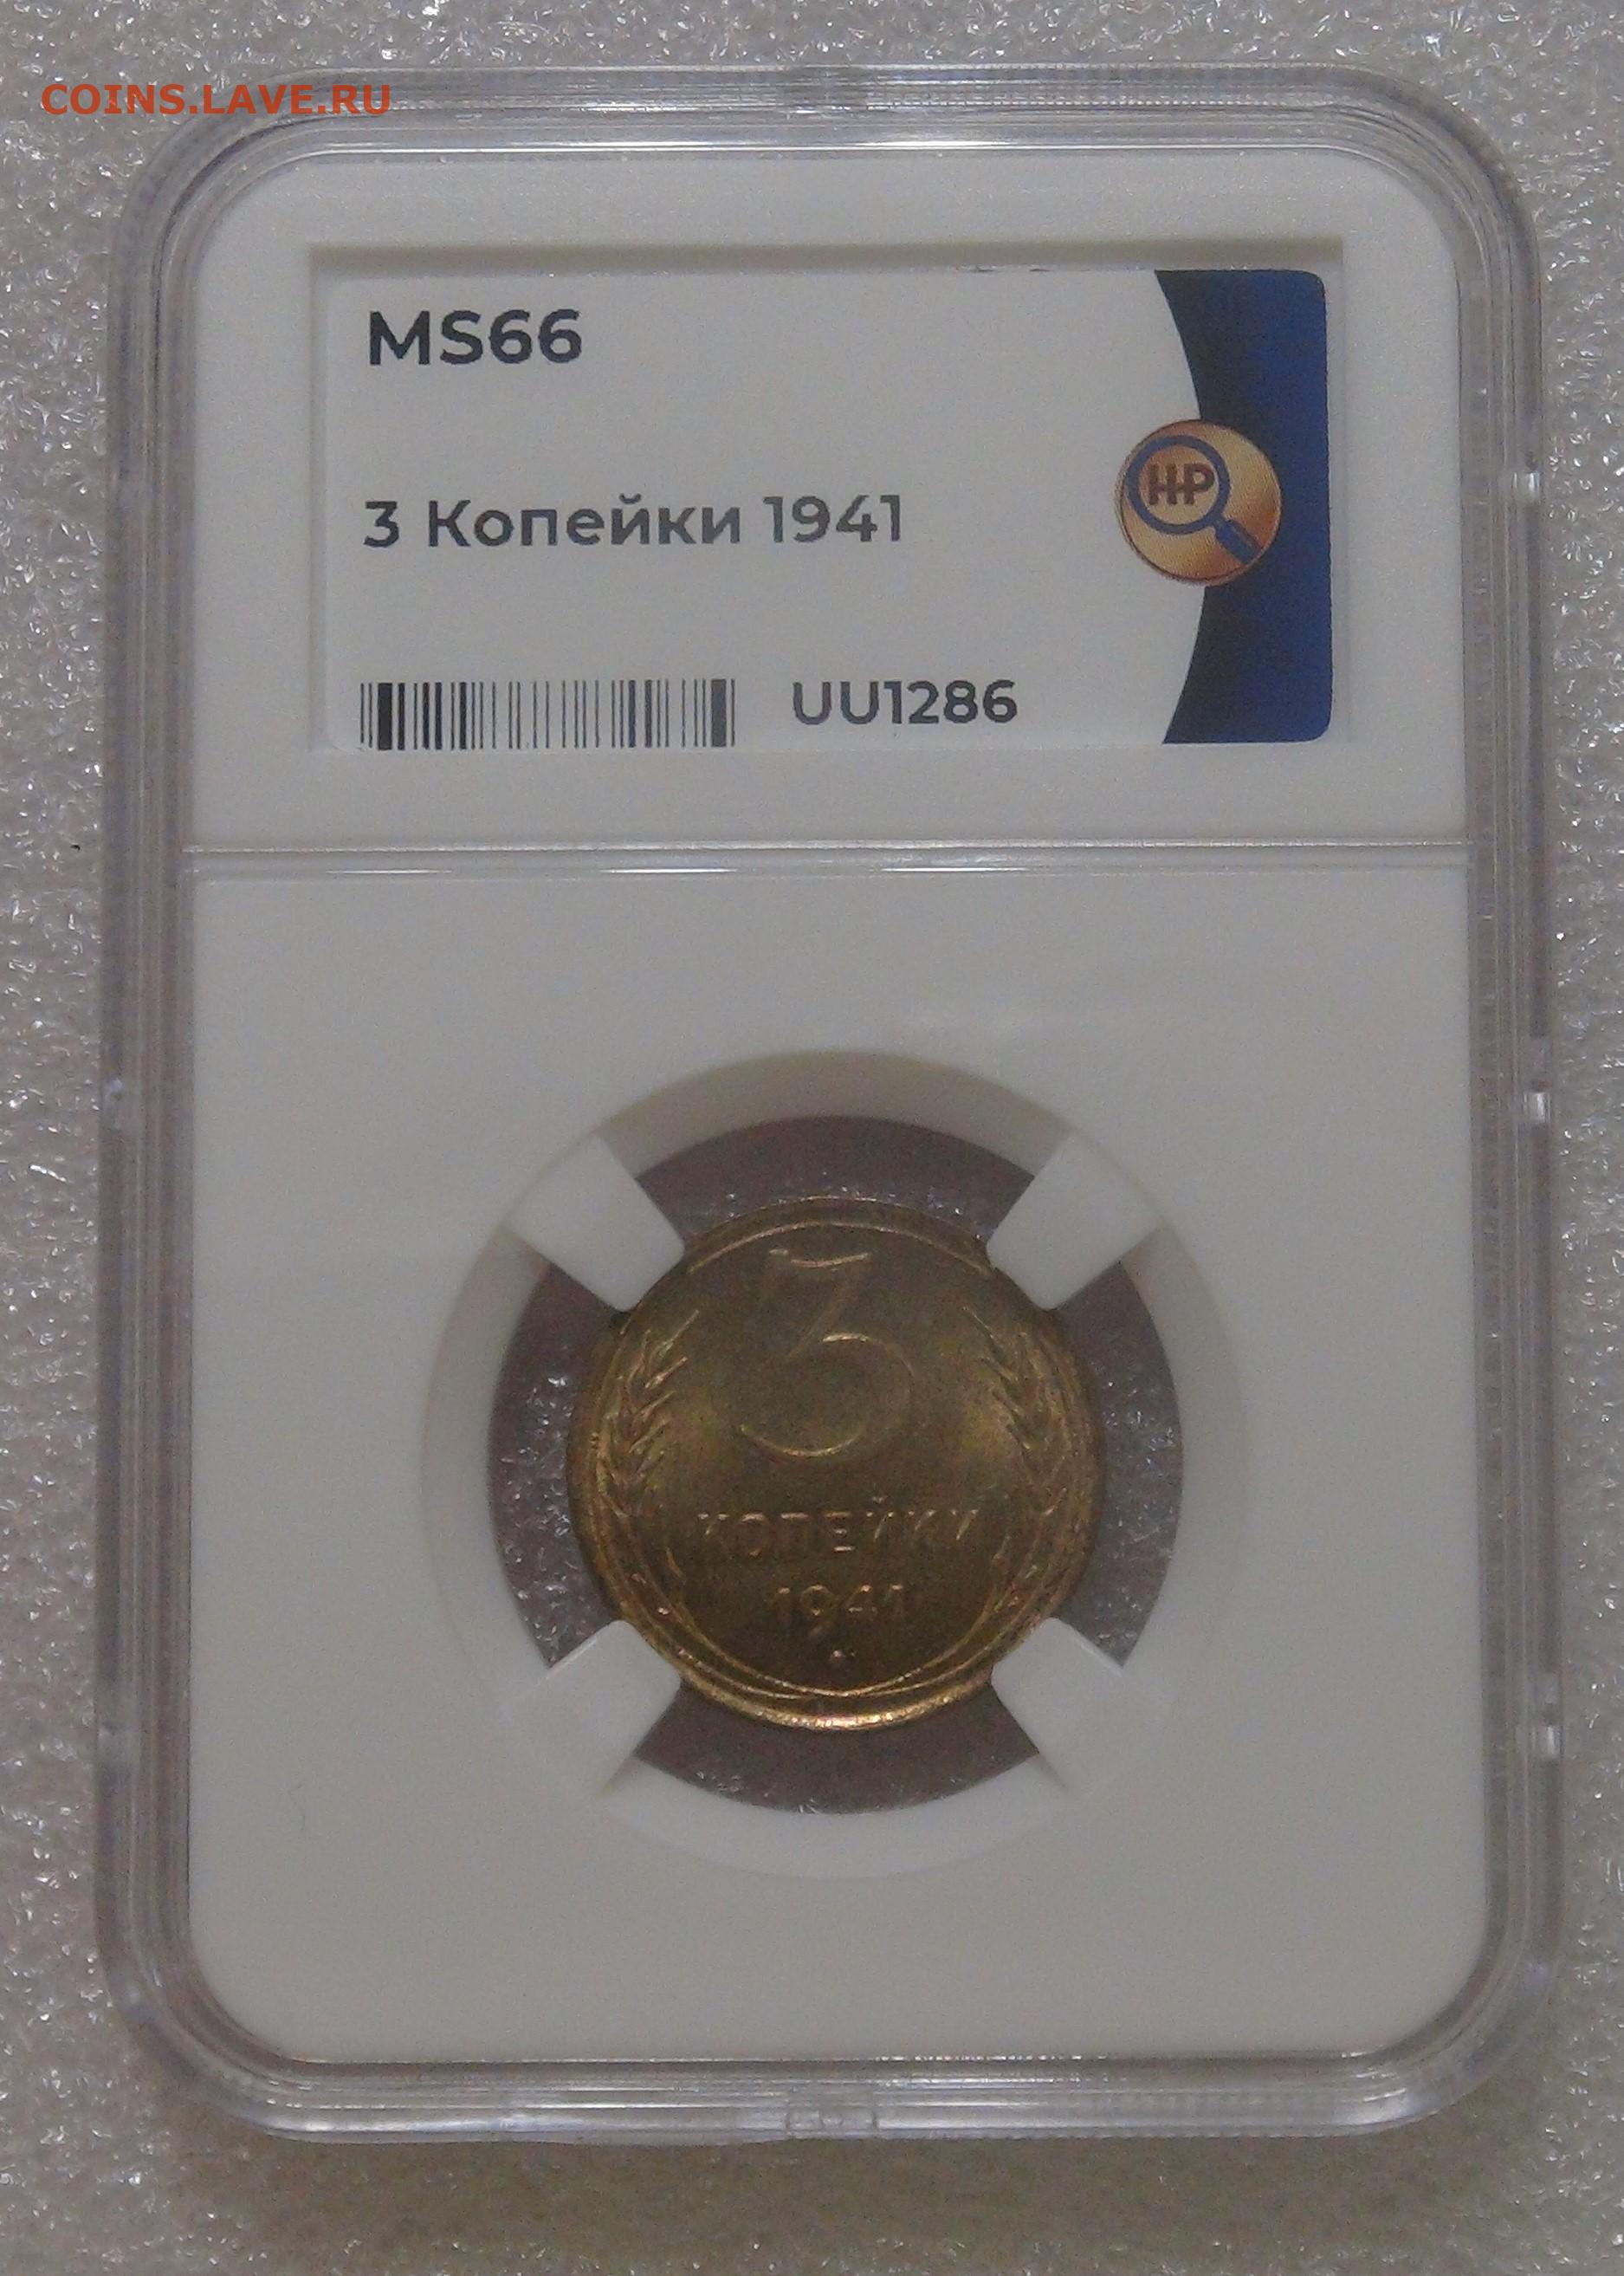 COINS.LAVE.RU
MS66
3 Копейки 1941
НР
UU1286
3
КОПЕЙКИ
1941